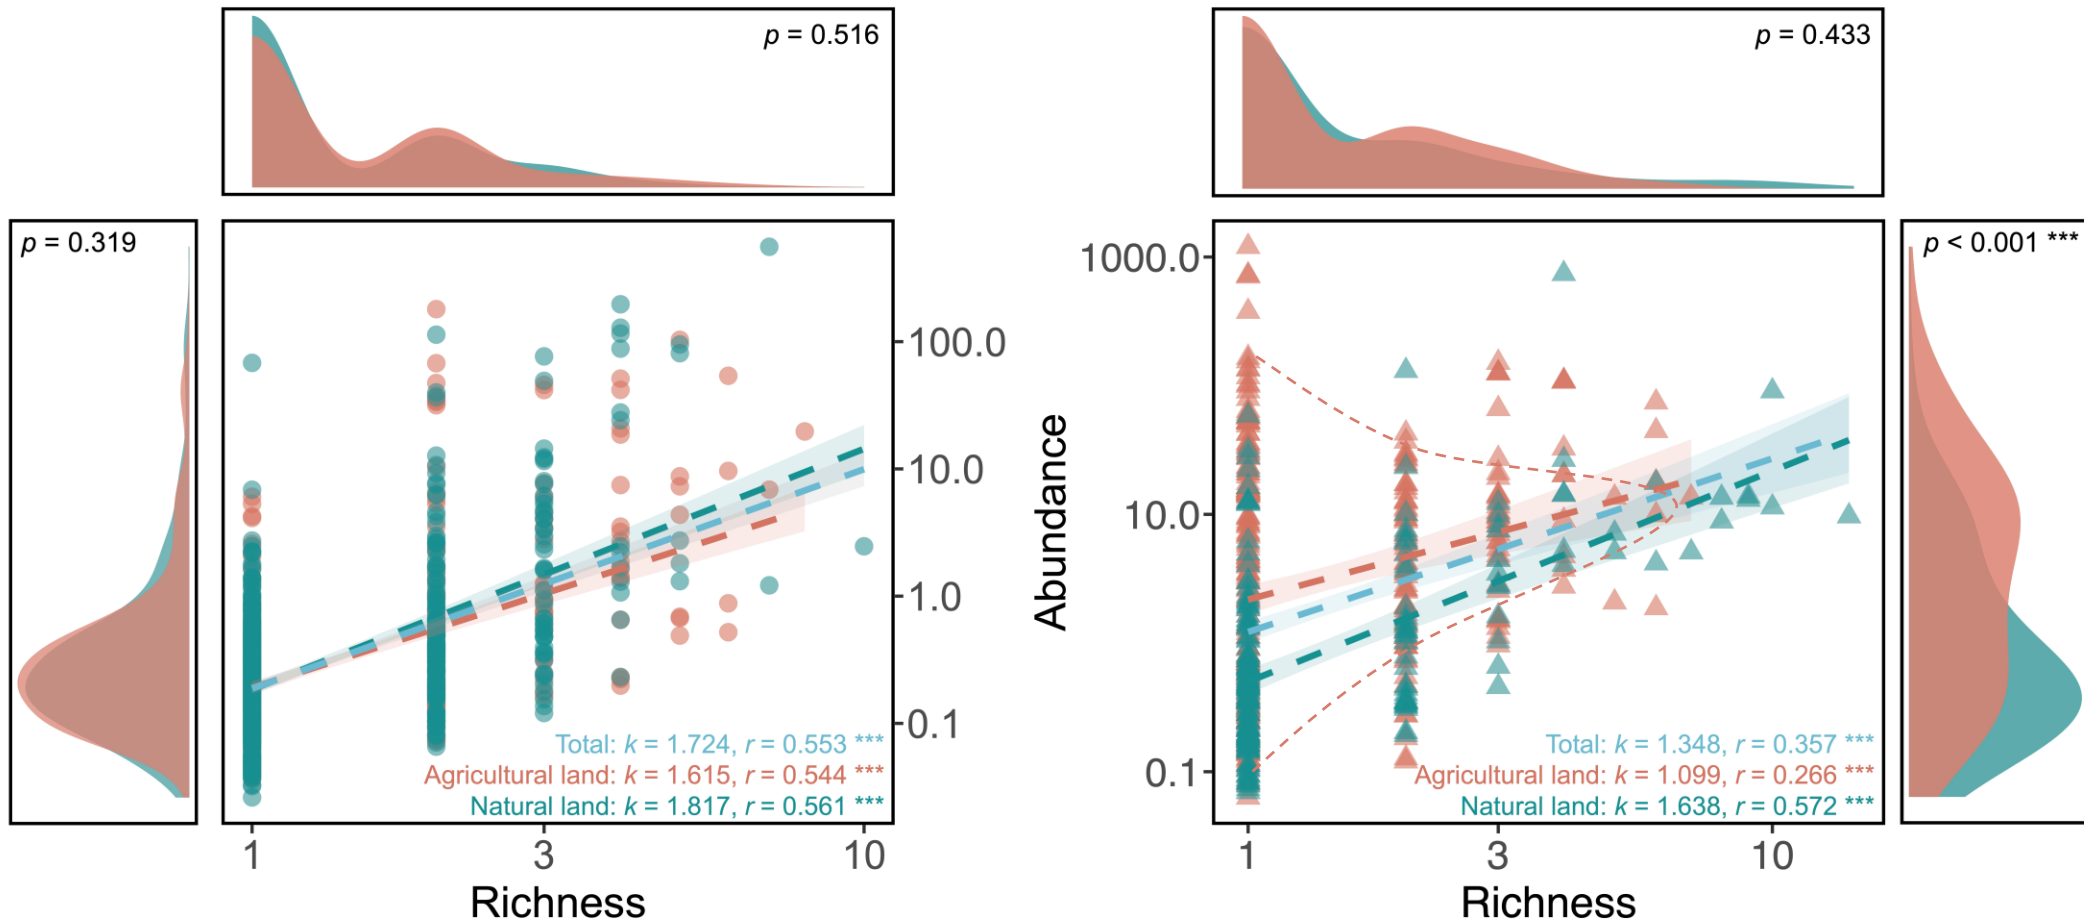 p = 0.516
p = 0.319
100.0
10.0
1.0
0.1
Total: k = 1.724, r = 0.553 ***
Agricultural land: k = 1.615, r = 0.544 ***
Natural land: k = 1.817, r = 0.561 ***
1 3 10
Richness
p = 0.433
p < 0.001 ***
Abundance
1000.0
10.0
0.1
Total: k = 1.348, r = 0.357 ***
Agricultural land: k = 1.099, r = 0.266 ***
Natural land: k = 1.638, r = 0.572 ***
1 3 10
Richness